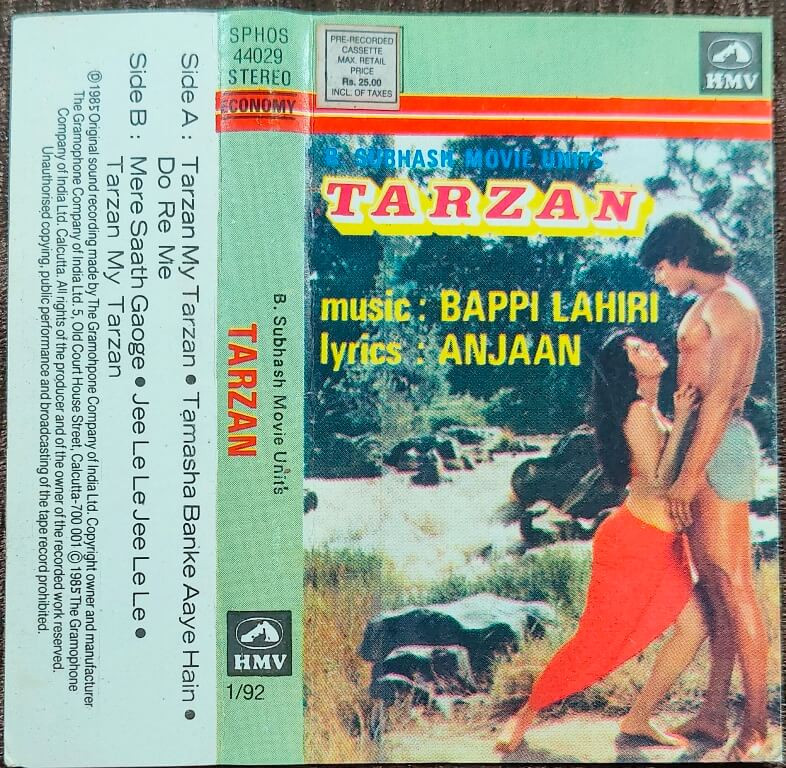 Side A : Tarzan My Tarzan • Tamasha Banke Aaye Hain •
Do Re Me
Side B : Mere Saath Gaoge • Jee Le Le Jee Le Le •
Tarzan My Tarzan
Ⓟ 1985 Original sound recording made by The Gramohpone Company of India Ltd. Copyright owner and manufacturer
The Gramophone Company of India Ltd. 5, Old Court House Street, Calcutta-700 001 © 1985 The Gramophone
Company of India Ltd. Calcutta. All rights of the producer and of the owner of the recorded work reserved.
Unauthorised copying, public performance and broadcasting of the tape record prohibited.
SPHOS
44029
STEREO
ECONOMY
B. Subhash Movie Unit's
TARZAN
HMV
1/92
PRE-RECORDED
CASSETTE
MAX. RETAIL
PRICE
Rs. 25.00
INCL. OF TAXES
HMV
B. SUBHASH MOVIE UNITS
TARZAN
music : BAPPI LAHIRI
lyrics : ANJAAN